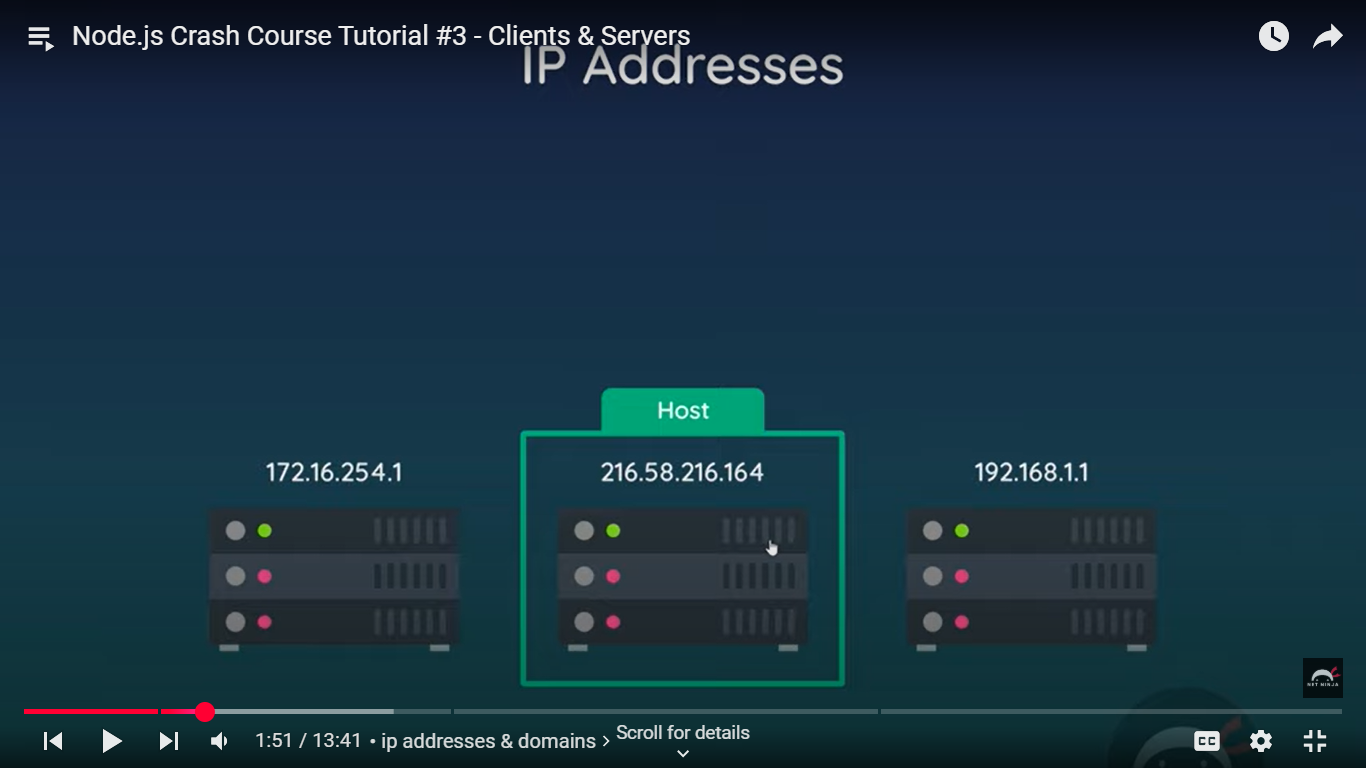 Node.js Crash Course Tutorial #3 - Clients & Servers
IP Addresses
Host
172.16.254.1
216.58.216.164
192.168.1.1
NET NINJA
Scroll for details
1:51 / 13:41 • ip addresses & domains >
CC